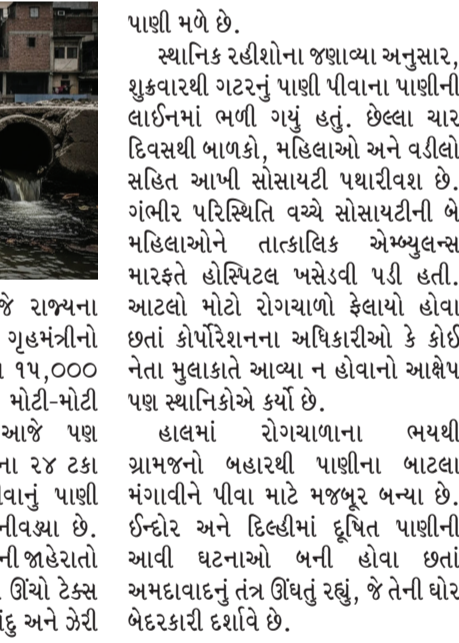 જે રાજ્યના
ગૃહમંત્રીનો
૧૫,૦૦૦
મોટી-મોટી
આજે પણ
ના ૨૪ ટકા
વાનું પાણી
નીવડ્યા છે.
ની જાહેરાતો
ઊંચો ટેક્સ
ંદુ અને ઝેરી
પાણી મળે છે.
સ્થાનિક રહીશોના જણાવ્યા અનુસાર,
શુક્રવારથી ગટરનું પાણી પીવાના પાણીની
લાઈનમાં ભળી ગયું હતું. છેલ્લા ચાર
દિવસથી બાળકો, મહિલાઓ અને વડીલો
સહિત આખી સોસાયટી પથારીવશ છે.
ગંભીર પરિસ્થિતિ વચ્ચે સોસાયટીની બે
મહિલાઓને તાત્કાલિક એમ્બ્યુલન્સ
મારફતે હોસ્પિટલ ખસેડવી પડી હતી.
આટલો મોટો રોગચાળો ફેલાયો હોવા
છતાં કોર્પોરેશનના અધિકારીઓ કે કોઈ
નેતા મુલાકાતે આવ્યા ન હોવાનો આક્ષેપ
પણ સ્થાનિકોએ કર્યો છે.
હાલમાં રોગચાળાના ભયથી
ગ્રામજનો બહારથી પાણીના બાટલા
મંગાવીને પીવા માટે મજબૂર બન્યા છે.
ઈન્દોર અને દિલ્હીમાં દૂષિત પાણીની
આવી ઘટનાઓ બની હોવા છતાં
અમદાવાદનું તંત્ર ઊંઘતું રહ્યું, જે તેની ઘોર
બેદરકારી દર્શાવે છે.